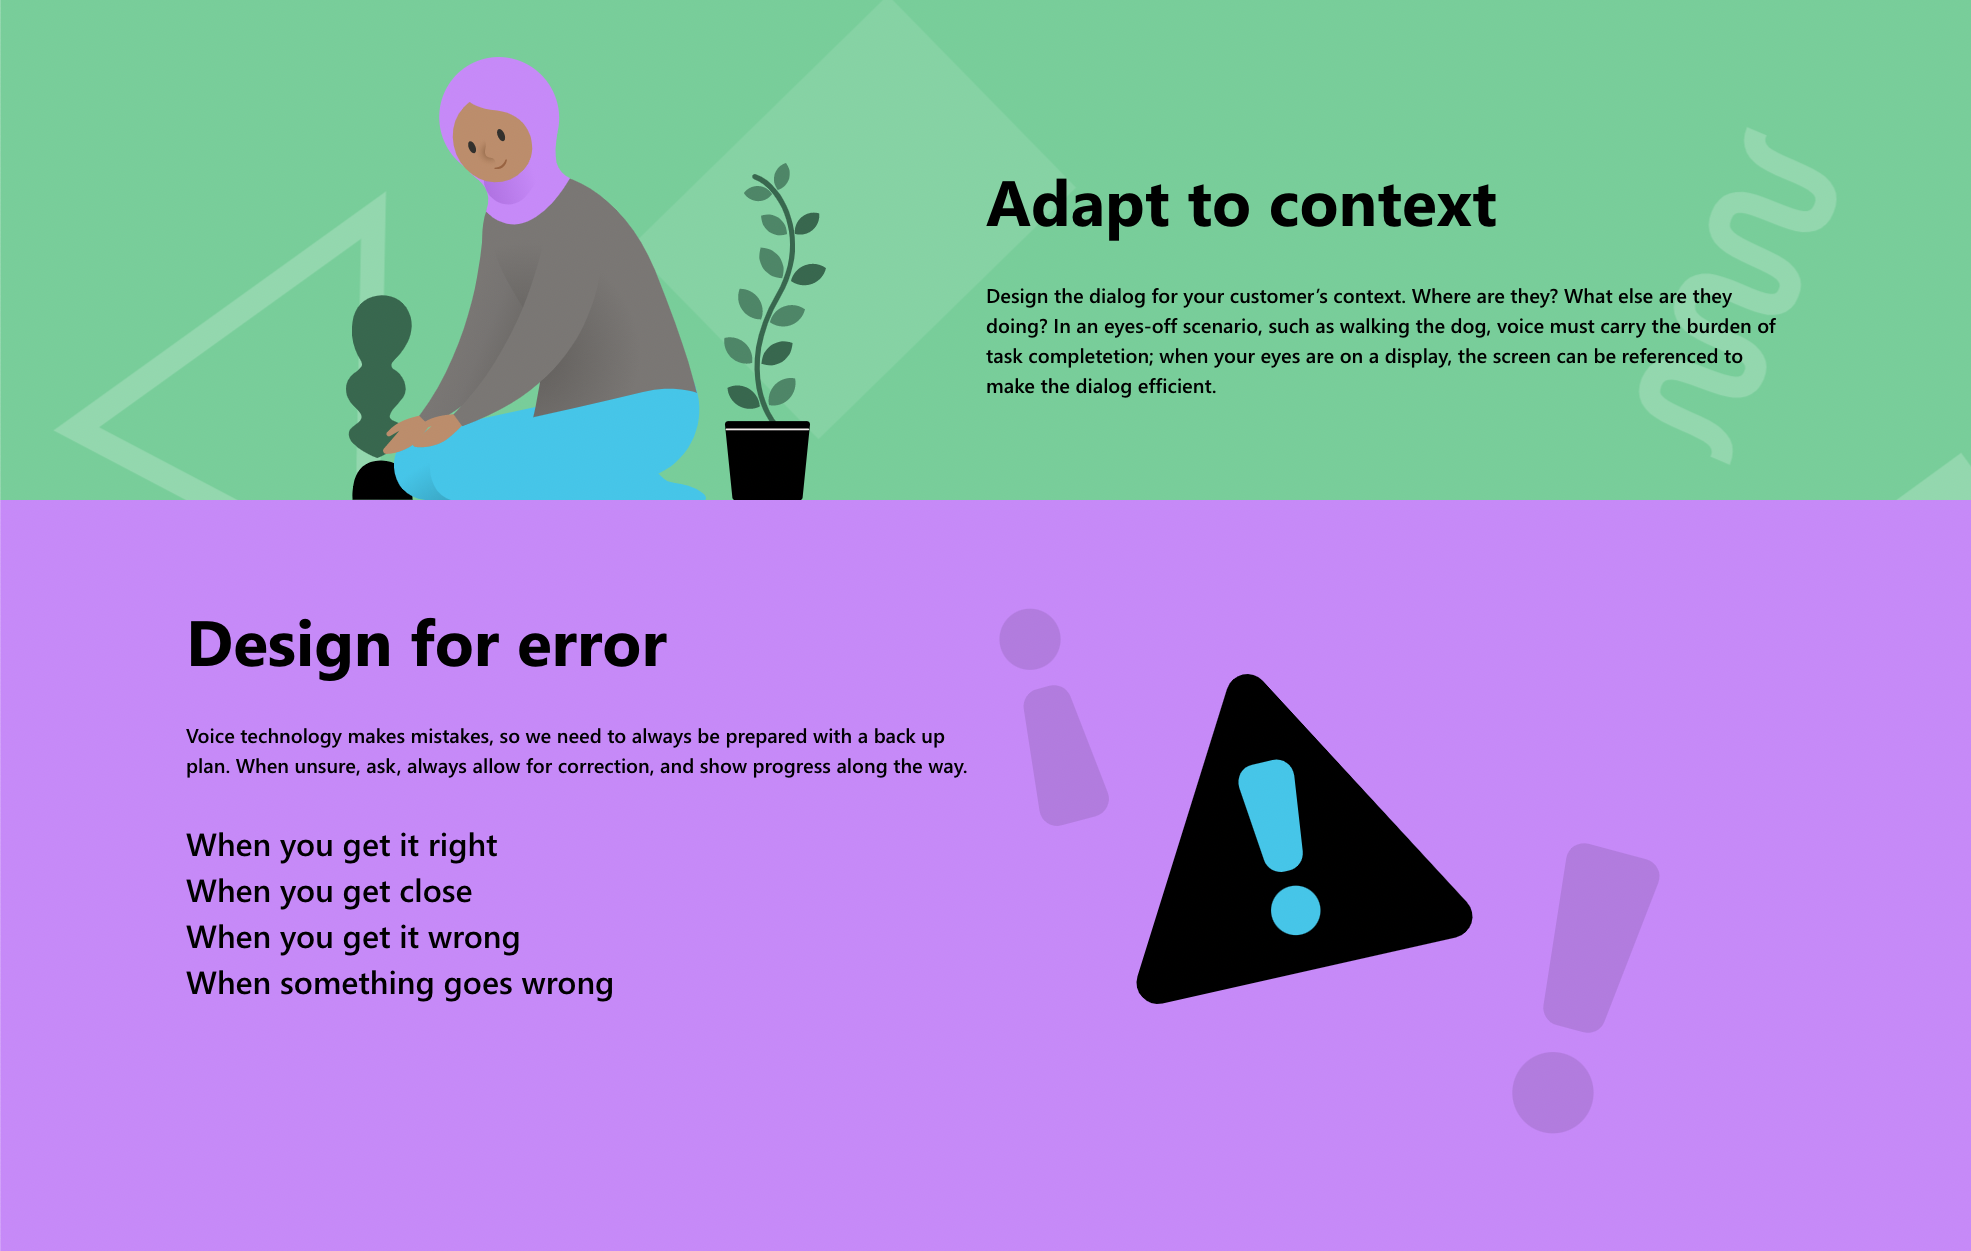 Adapt to context
Design the dialog for your customer’s context. Where are they? What else are they
doing? In an eyes-off scenario, such as walking the dog, voice must carry the burden of
task completetion; when your eyes are on a display, the screen can be referenced to
make the dialog efficient.
Design for error
Voice technology makes mistakes, so we need to always be prepared with a back up
plan. When unsure, ask, always allow for correction, and show progress along the way.
When you get it right
When you get close
When you get it wrong
When something goes wrong